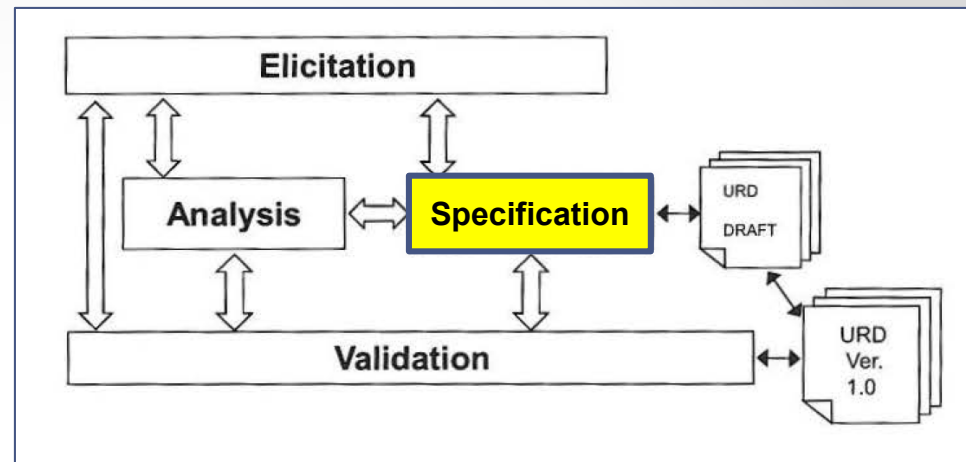 Elicitation
Analysis
Specification
URD
DRAFT
Validation
URD
Ver.
1.0